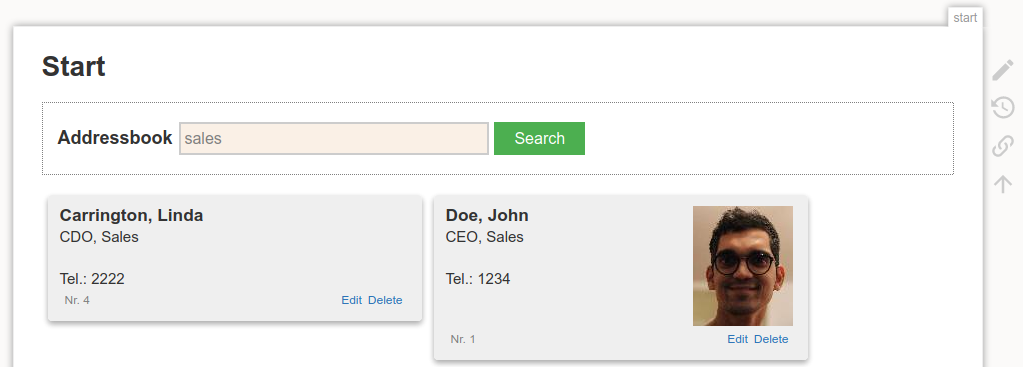 start
Start
Addressbook sales Search
Carrington, Linda
CDO, Sales
Tel.: 2222
Nr. 4 Edit Delete
Doe, John
CEO, Sales
Tel.: 1234
Nr. 1 Edit Delete